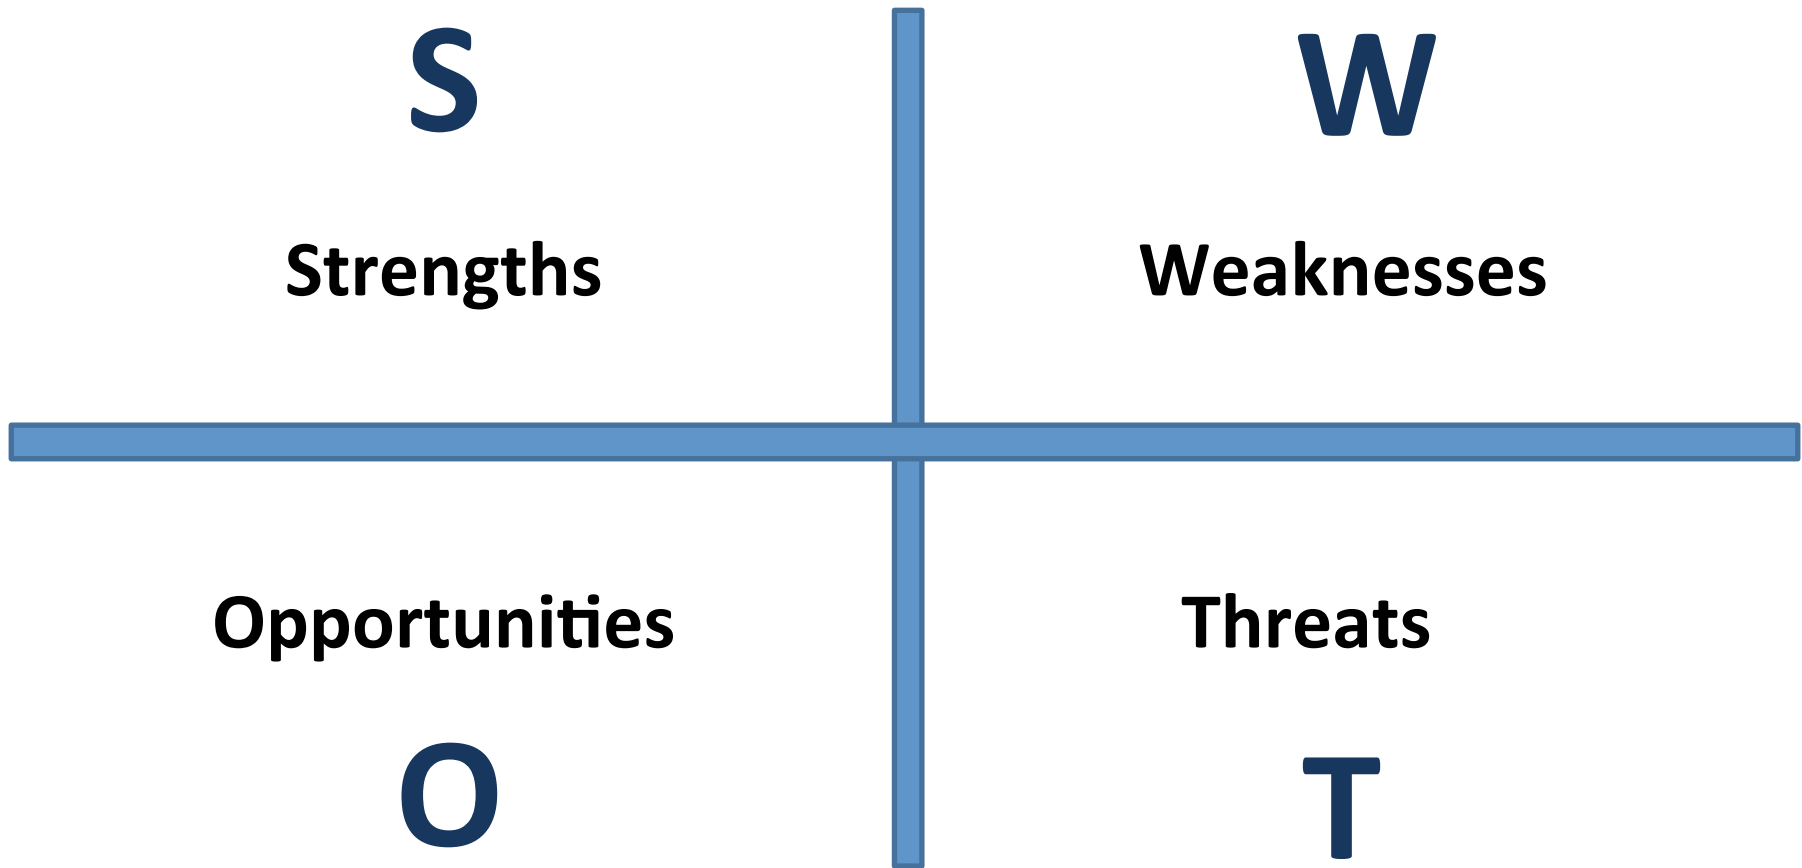 S
W
Strengths
Weaknesses
Opportunities
Threats
O
T